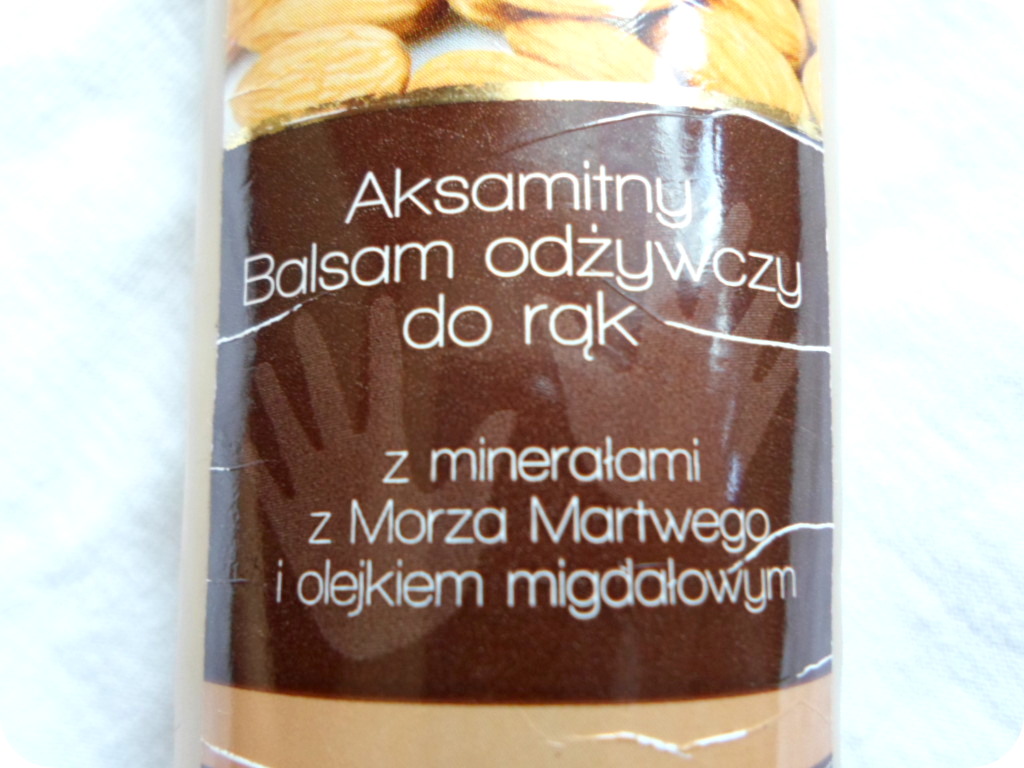 Aksamitny
Balsam odżywczy
do rąk
z minerałami
z Morza Martwego
i olejkiem migdałowym